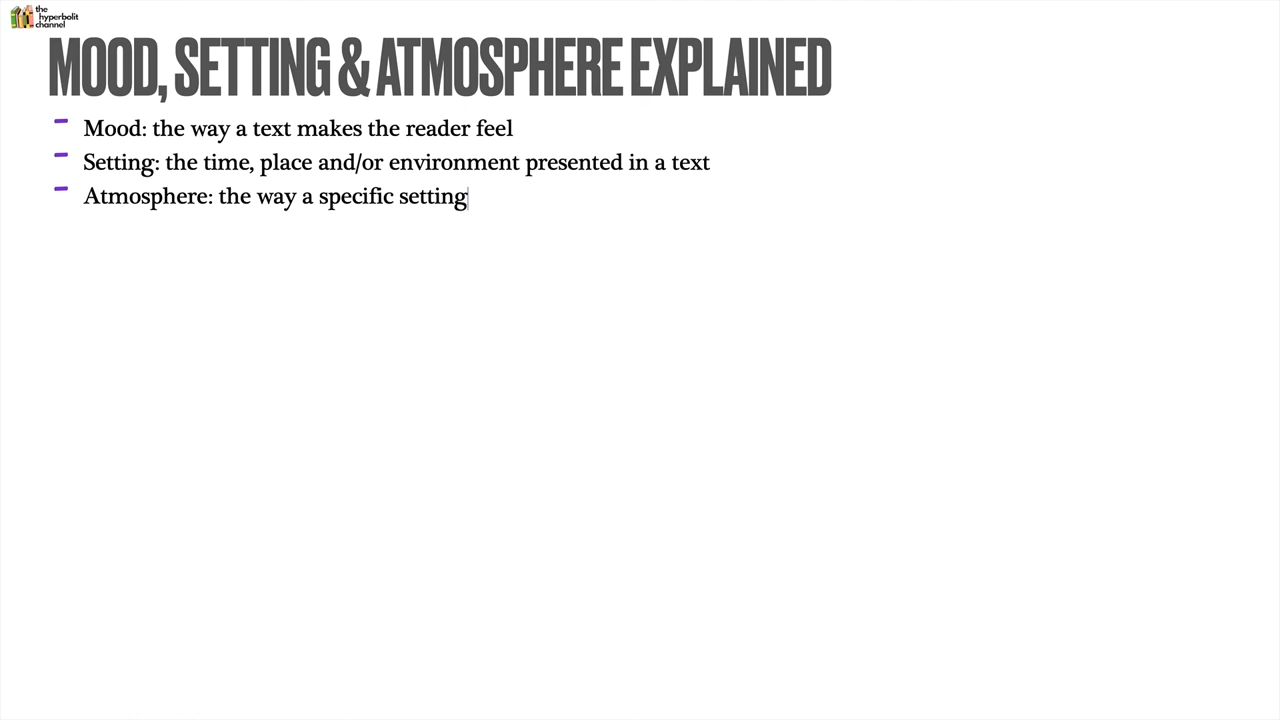 the
hyperbolit
channel
MOOD, SETTING & ATMOSPHERE EXPLAINED
- Mood: the way a text makes the reader feel
- Setting: the time, place and/or environment presented in a text
- Atmosphere: the way a specific setting